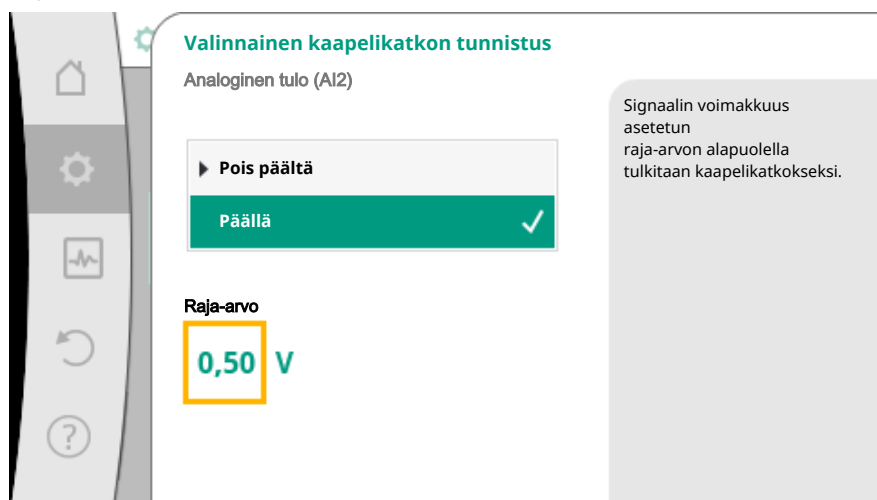 Valinnainen kaapelikatkon tunnistus
Analoginen tulo (AI2)
Pois päältä
Päällä
Raja-arvo
0,50 V
Signaalin voimakkuus
asetetun
raja-arvon alapuolella
tulkitaan kaapelikatkokseksi.
?